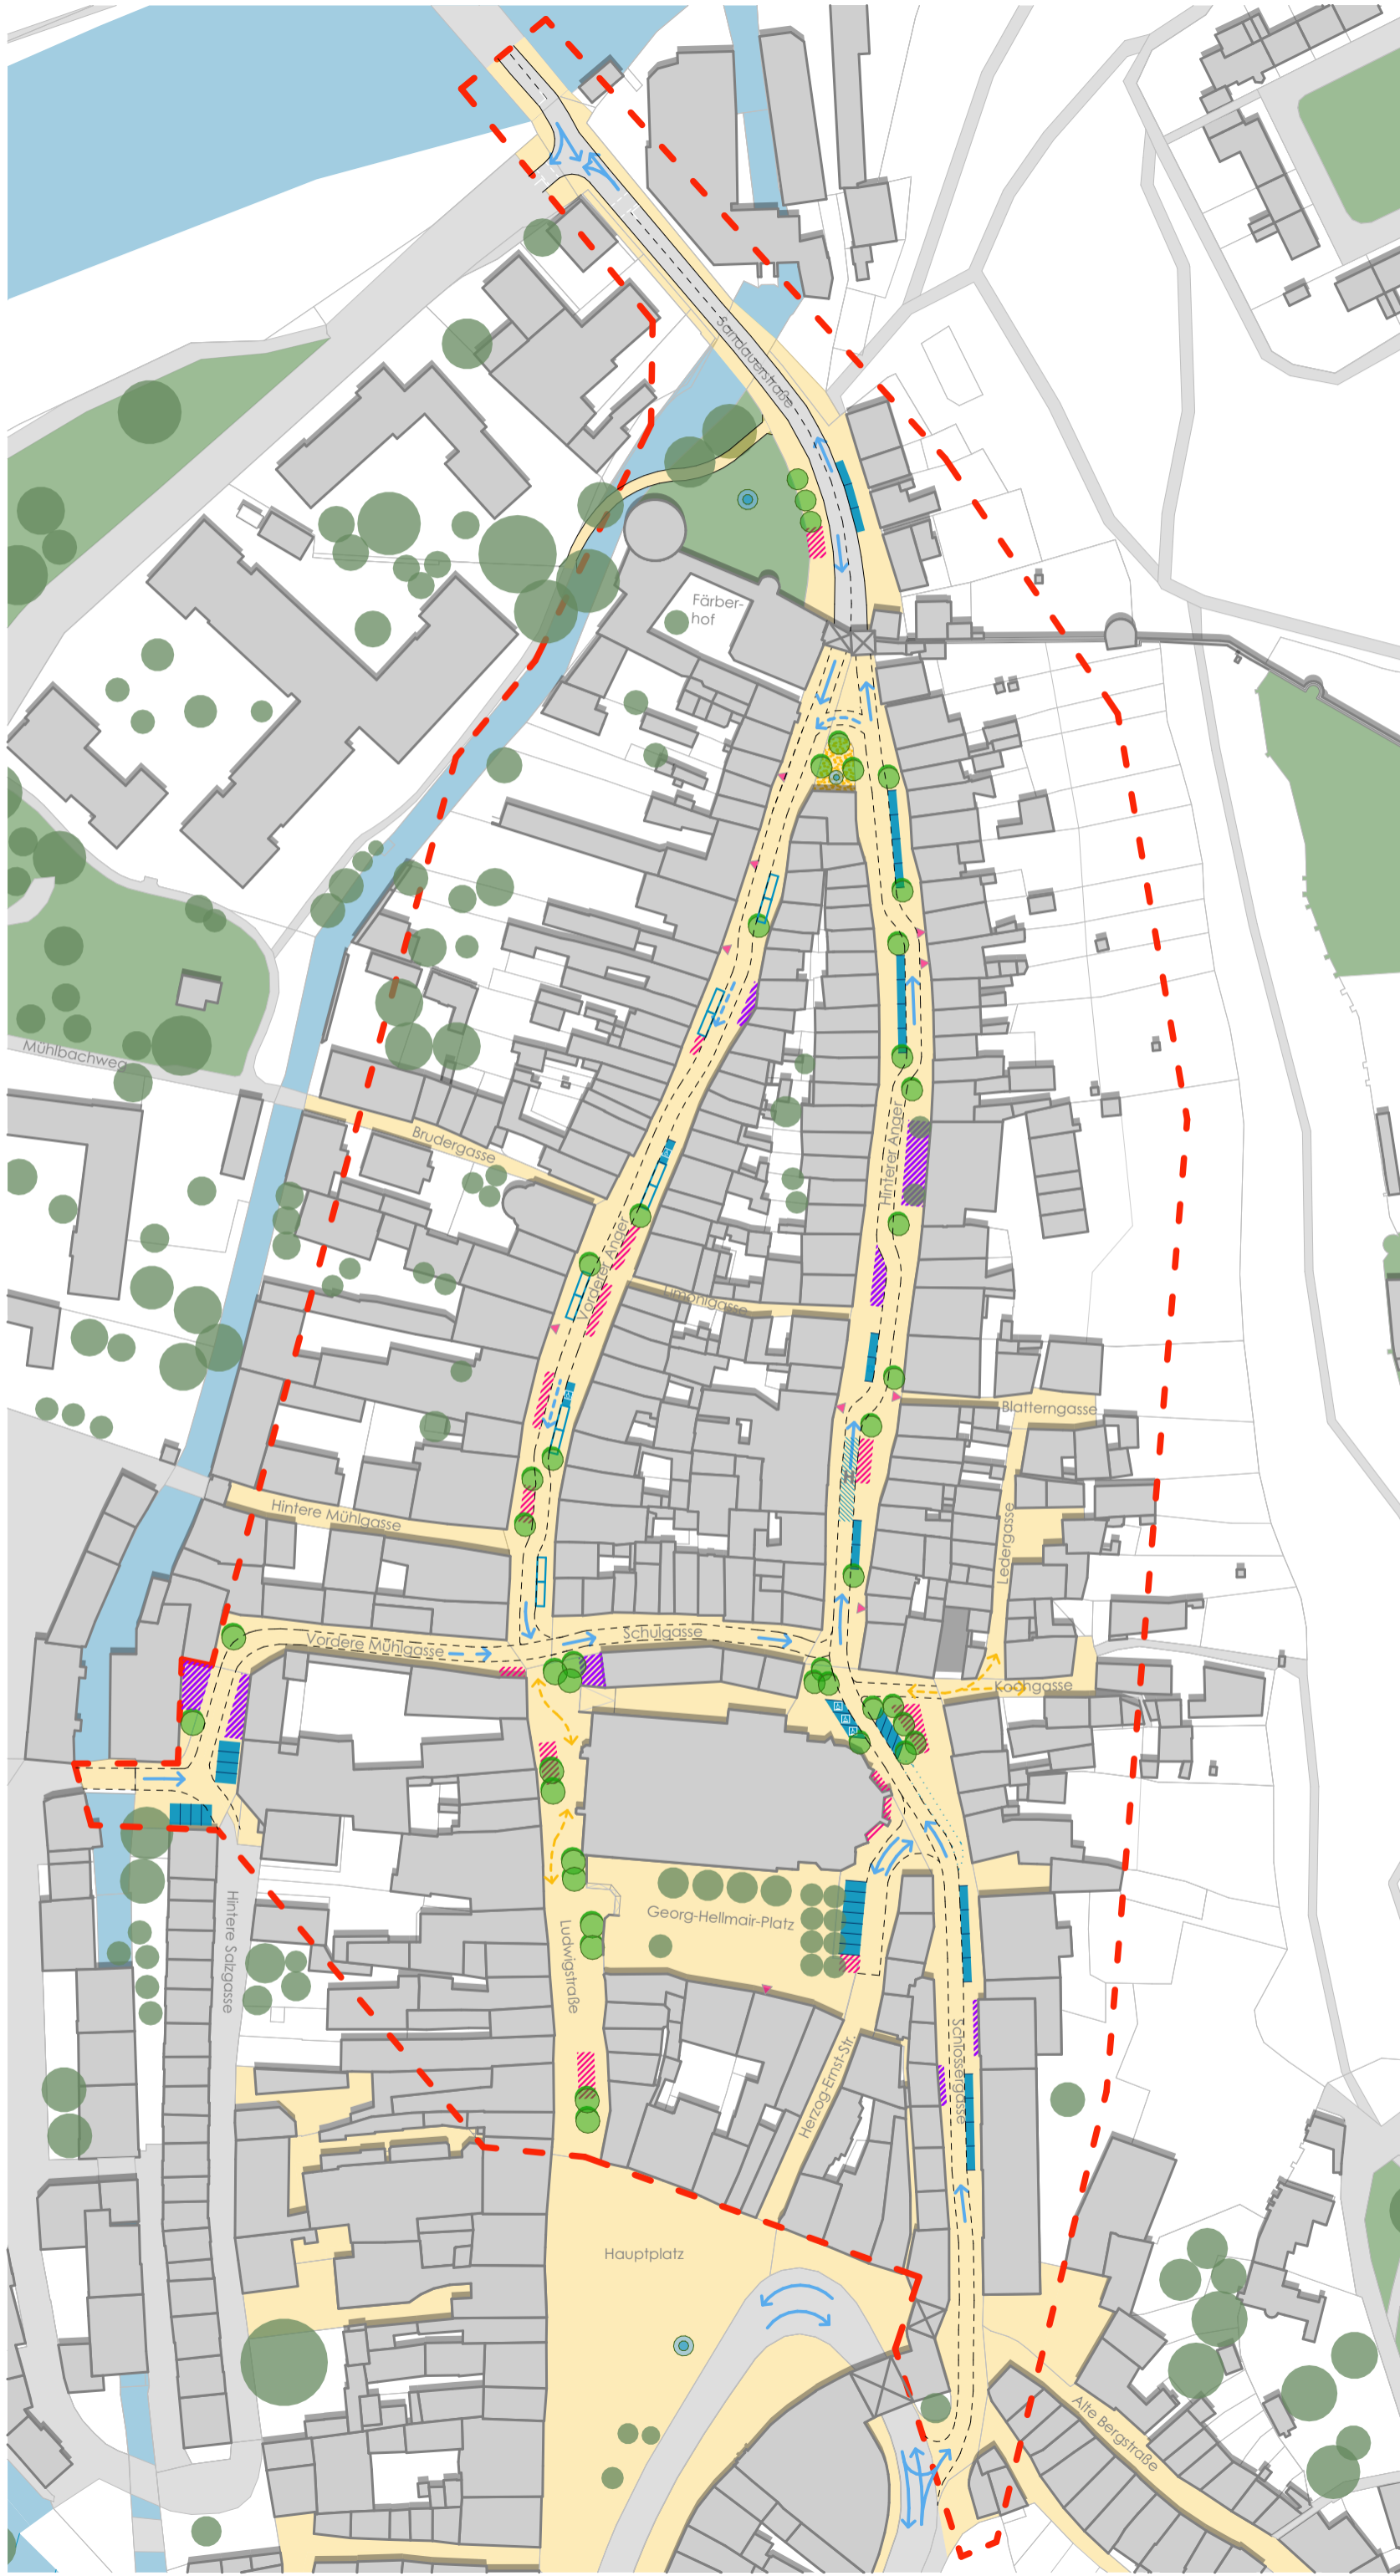 Sandauerstraße
Färber-
hof
Mühlbachweg
Brudergasse
Hinterer Anger
Vorderer Anger
Limonigasse
Blatterngasse
Hintere Mühlgasse
Ledergasse
Vordere Mühlgasse
Schulgasse
Kochgasse
Georg-Hellmair-Platz
Hintere Salzgasse
Ludwigstraße
Herzog-Ernst-Str.
Schlossergasse
Hauptplatz
Alte Bergstraße